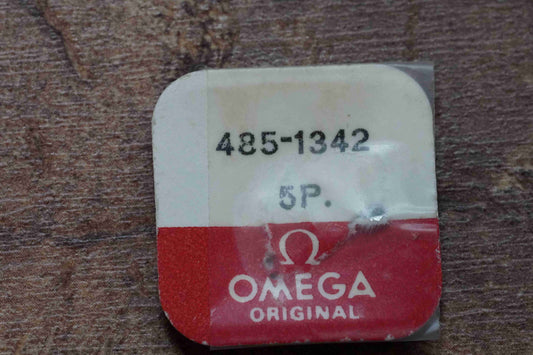 485-1342
5P.
Ω
OMEGA
ORIGINAL